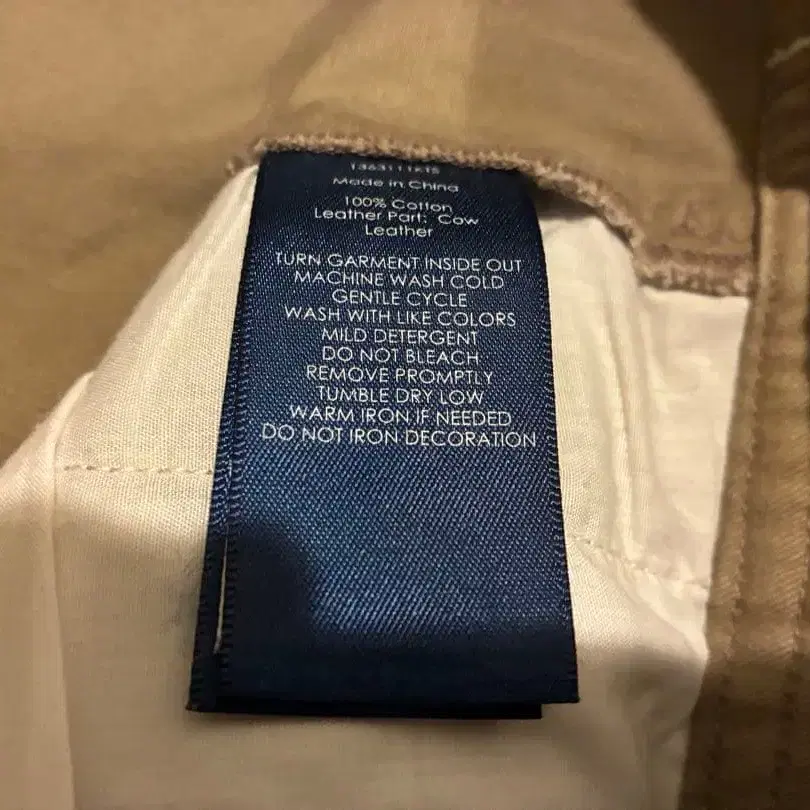 Made in China
100% Cotton
Leather Part: Cow
Leather
TURN GARMENT INSIDE OUT
MACHINE WASH COLD
GENTLE CYCLE
WASH WITH LIKE COLORS
MILD DETERGENT
DO NOT BLEACH
REMOVE PROMPTLY
TUMBLE DRY LOW
WARM IRON IF NEEDED
DO NOT IRON DECORATION